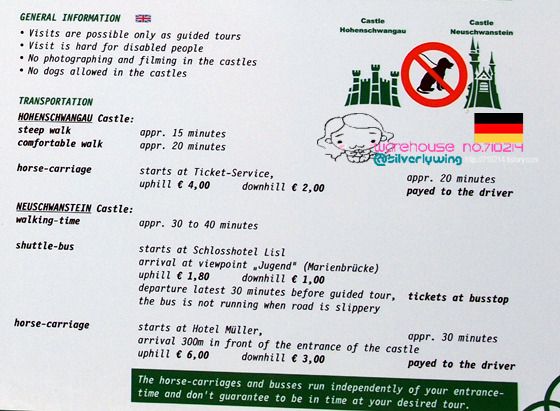 GENERAL INFORMATION
• Visits are possible only as guided tours
• Visit is hard for disabled people
• No photographing and filming in the castles
• No dogs allowed in the castles
Castle
Hohenschwangau
Castle
Neuschwanstein
TRANSPORTATION
HOHENSCHWANGAU Castle:
steep walk appr. 15 minutes
comfortable walk appr. 20 minutes
warehouse no.710214
@silverlywing
horse-carriage starts at Ticket-Service, appr. 20 minutes
uphill € 4,00 downhill € 2,00 payed to the driver
NEUSCHWANSTEIN Castle:
walking-time appr. 30 to 40 minutes
shuttle-bus starts at Schlosshotel Lisl
arrival at viewpoint „Jugend" (Marienbrücke)
uphill € 1,80 downhill € 1,00
departure latest 30 minutes before guided tour, tickets at busstop
the bus is not running when road is slippery
horse-carriage starts at Hotel Müller, appr. 30 minutes
arrival 300m in front of the entrance of the castle
uphill € 6,00 downhill € 3,00 payed to the driver
The horse-carriages and busses run independently of your entrance-
time and don't guarantee to be in time at your desired tour.